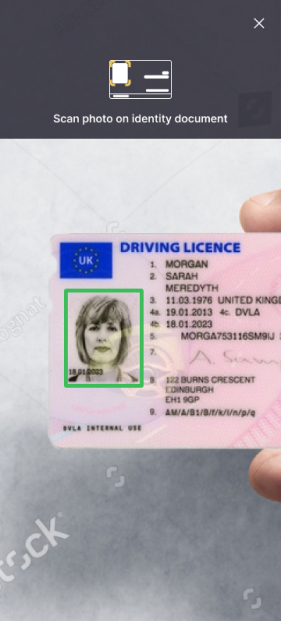 Scan photo on identity document
DRIVING LICENCE
UK
1. MORGAN
2. SARAH
MEREDYTH
3. 11.03.1976 UNITED KINGD
4a. 19.01.2013 4c. DVLA
4b. 18.01.2023
5. MORGA753116SM9IJ
7.
18.01.2023
8. 122 BURNS CRESCENT
EDINBURGH
EH1 9GP
9. AM/A/B1/B/f/k/l/n/p/q
DVLA INTERNAL USE